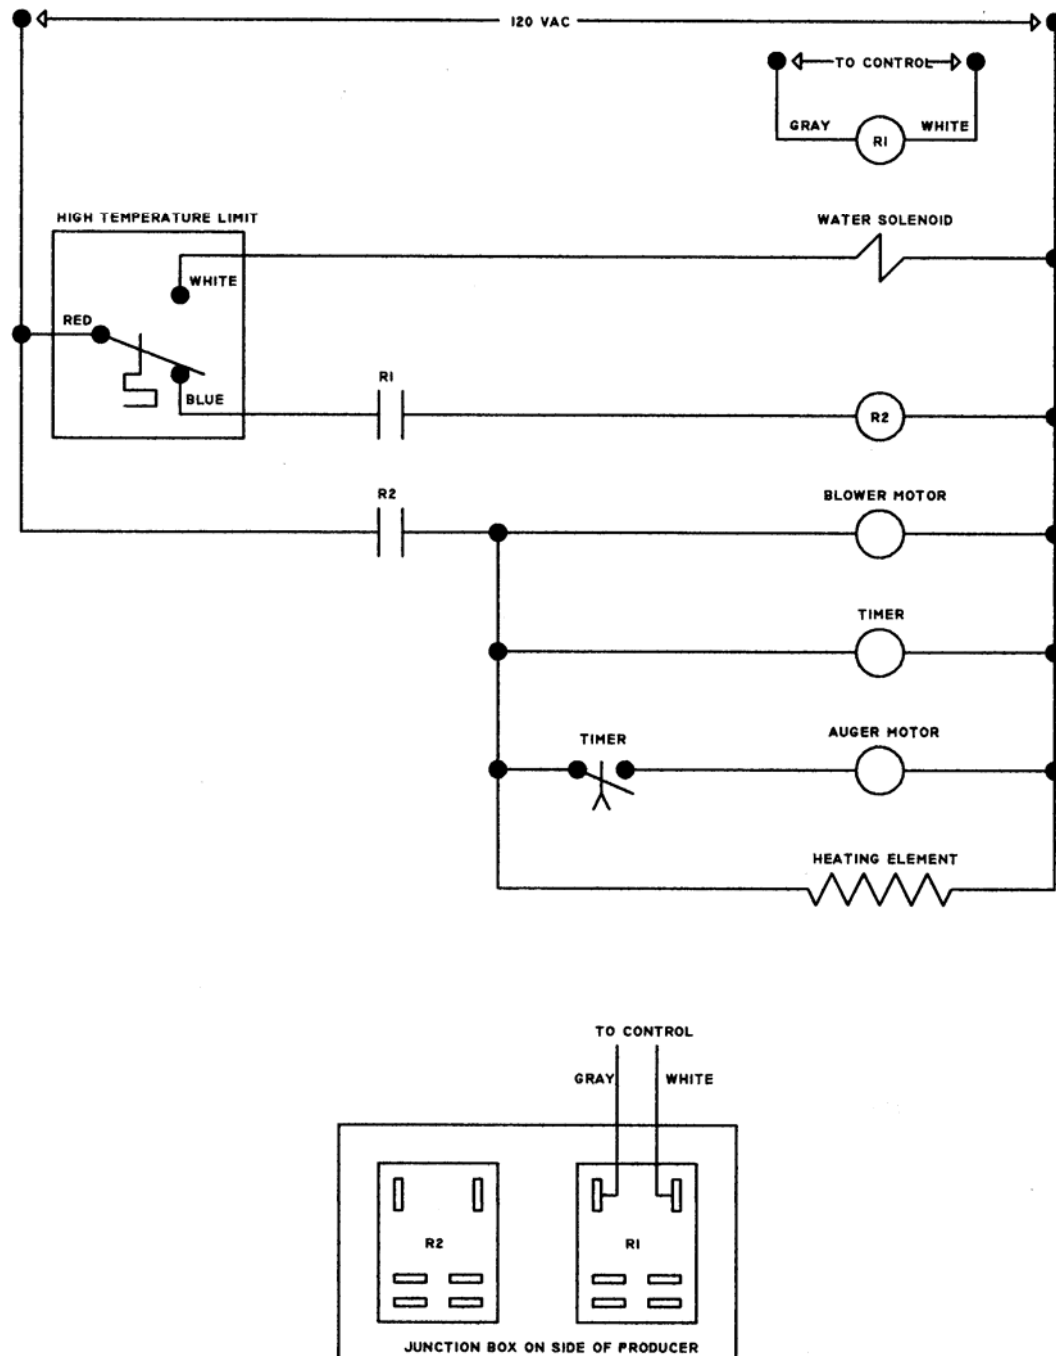 120 VAC
TO CONTROL
GRAY
R1
WHITE
HIGH TEMPERATURE LIMIT
WATER SOLENOID
WHITE
RED
BLUE
R1
R2
R2
BLOWER MOTOR
TIMER
TIMER
AUGER MOTOR
HEATING ELEMENT
TO CONTROL
GRAY
WHITE
R2
R1
JUNCTION BOX ON SIDE OF PRODUCER